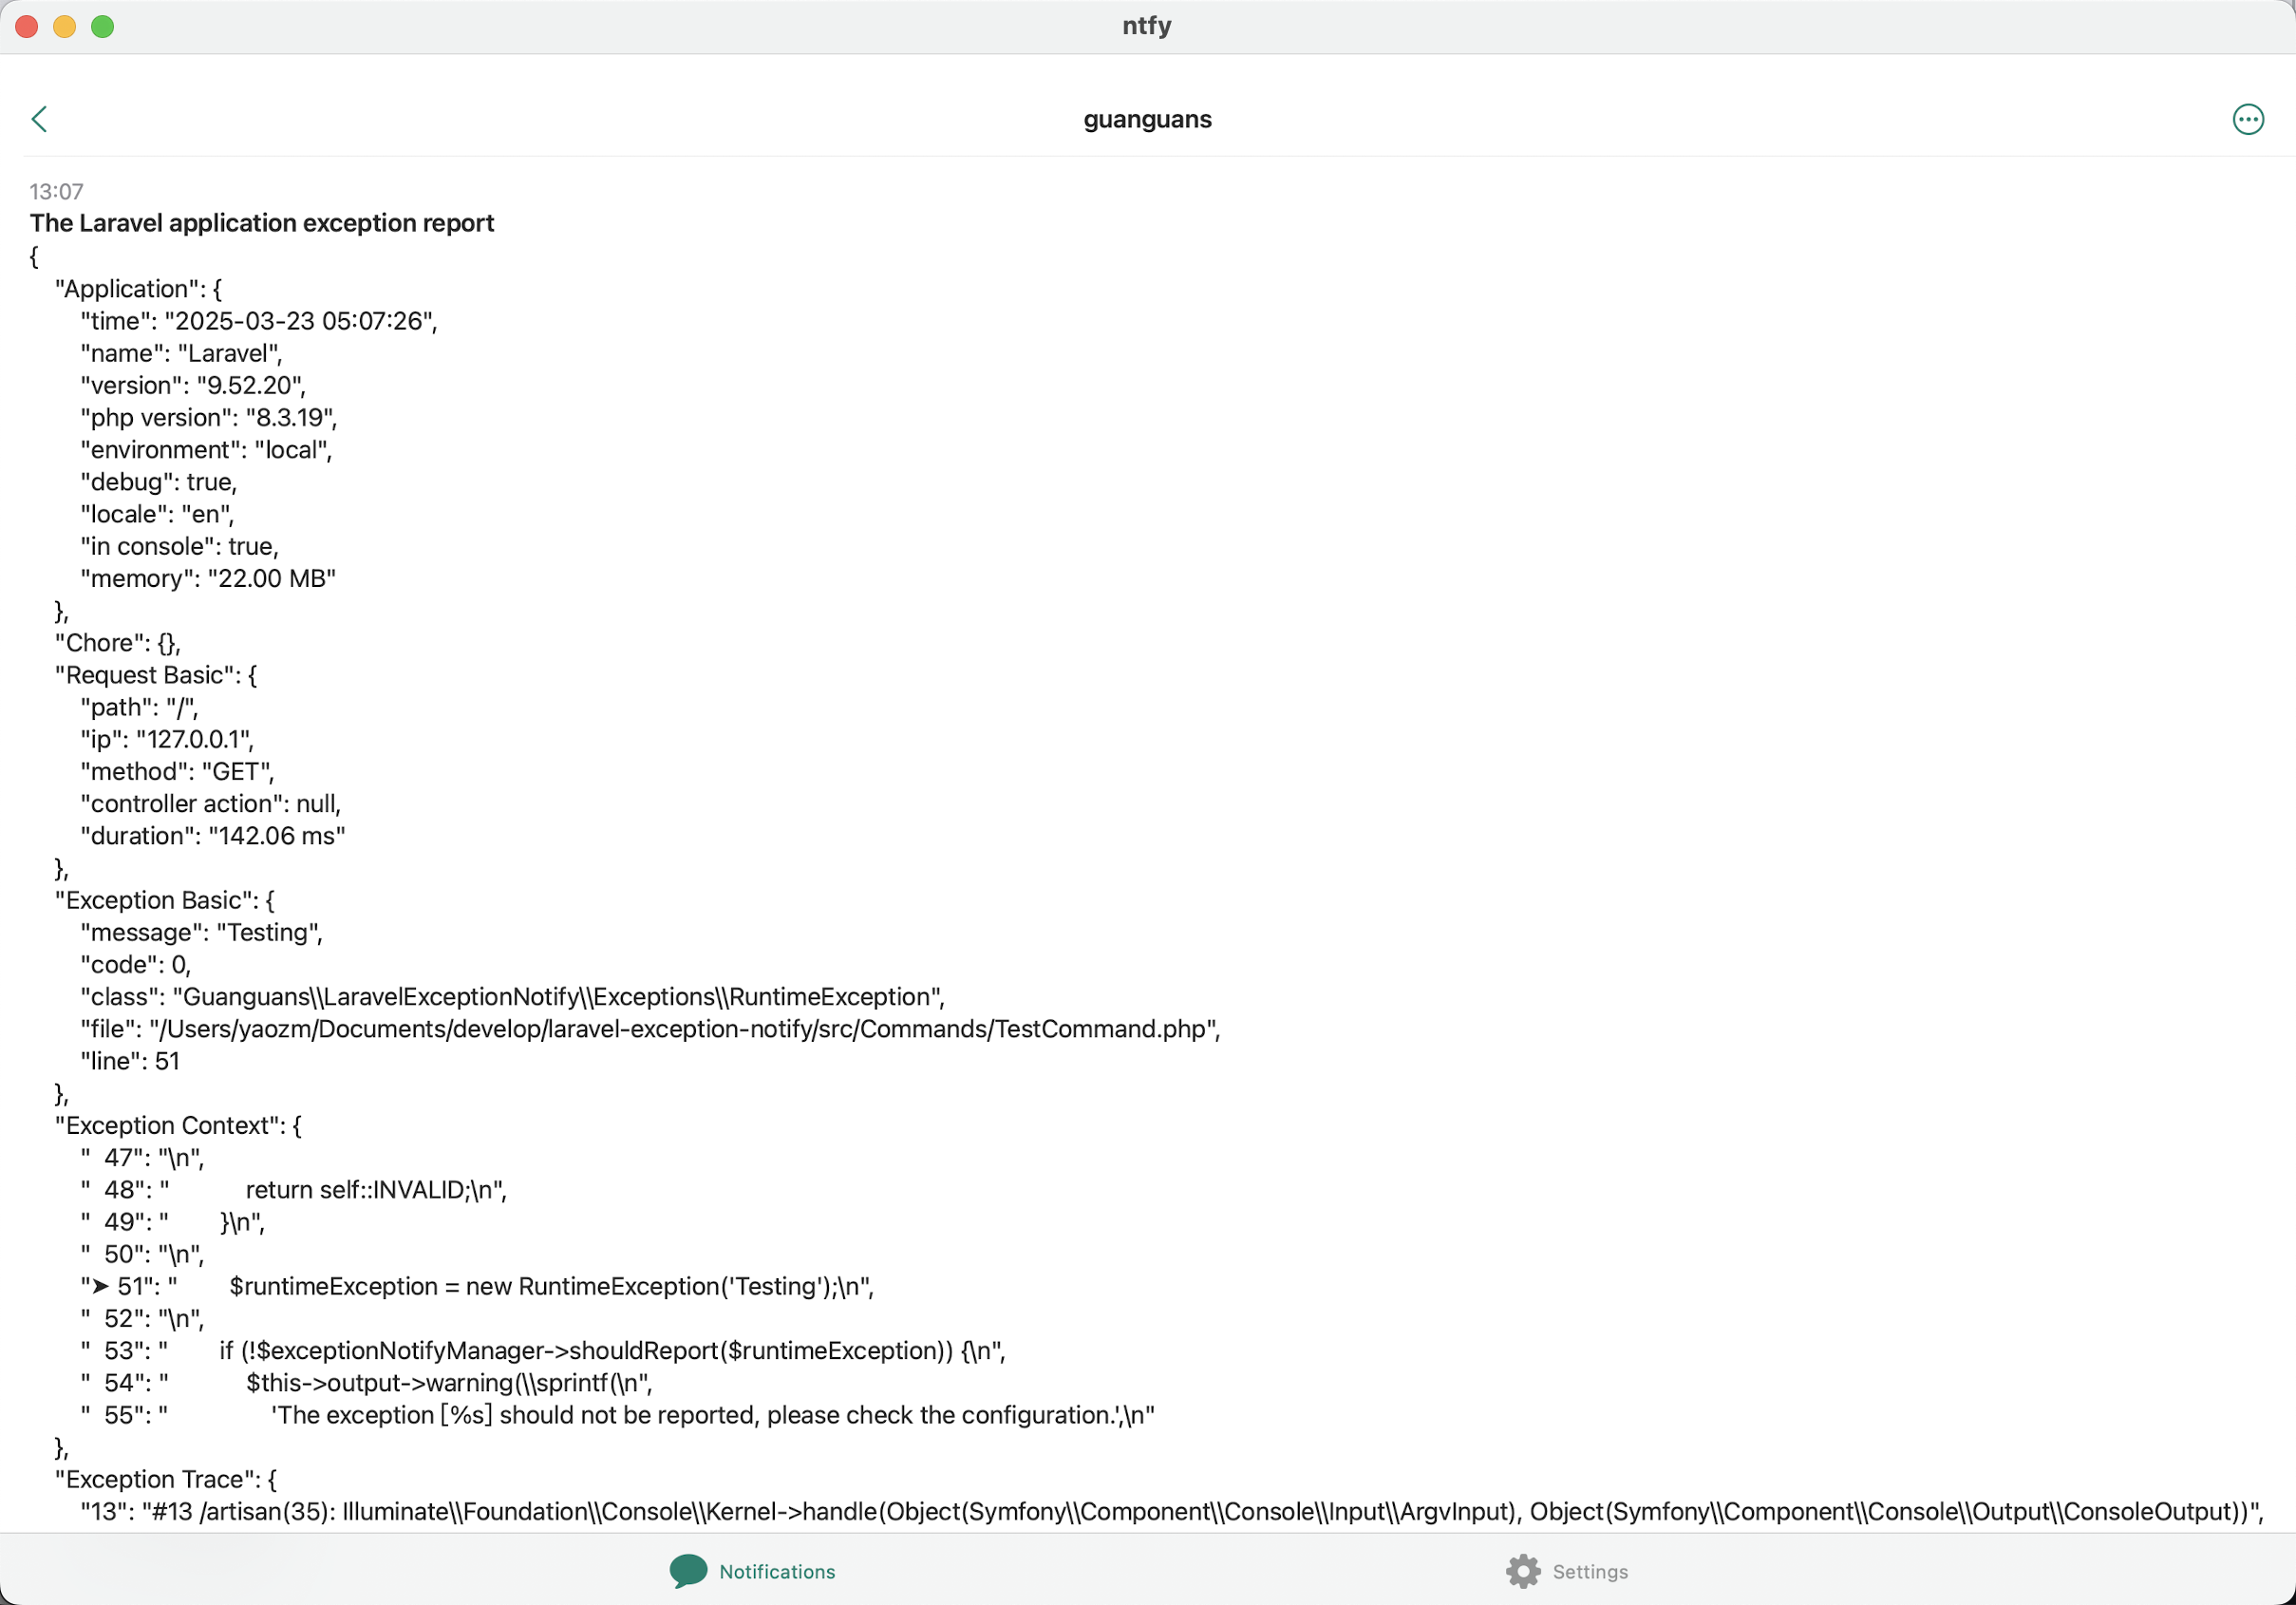 ntfy
guanguans
13:07
The Laravel application exception report
{
    "Application": {
        "time": "2025-03-23 05:07:26",
        "name": "Laravel",
        "version": "9.52.20",
        "php version": "8.3.19",
        "environment": "local",
        "debug": true,
        "locale": "en",
        "in console": true,
        "memory": "22.00 MB"
    },
    "Chore": {},
    "Request Basic": {
        "path": "/",
        "ip": "127.0.0.1",
        "method": "GET",
        "controller action": null,
        "duration": "142.06 ms"
    },
    "Exception Basic": {
        "message": "Testing",
        "code": 0,
        "class": "Guanguans\\LaravelExceptionNotify\\Exceptions\\RuntimeException",
        "file": "/Users/yaozm/Documents/develop/laravel-exception-notify/src/Commands/TestCommand.php",
        "line": 51
    },
    "Exception Context": {
        "  47": "\n",
        "  48": "            return self::INVALID;\n",
        "  49": "        }\n",
        "  50": "\n",
        "➤ 51": "        $runtimeException = new RuntimeException('Testing');\n",
        "  52": "\n",
        "  53": "        if (!$exceptionNotifyManager->shouldReport($runtimeException)) {\n",
        "  54": "            $this->output->warning(\\sprintf(\n",
        "  55": "                'The exception [%s] should not be reported, please check the configuration.',\n"
    },
    "Exception Trace": {
        "13": "#13 /artisan(35): Illuminate\\Foundation\\Console\\Kernel->handle(Object(Symfony\\Component\\Console\\Input\\ArgvInput), Object(Symfony\\Component\\Console\\Output\\ConsoleOutput))",
Notifications
Settings